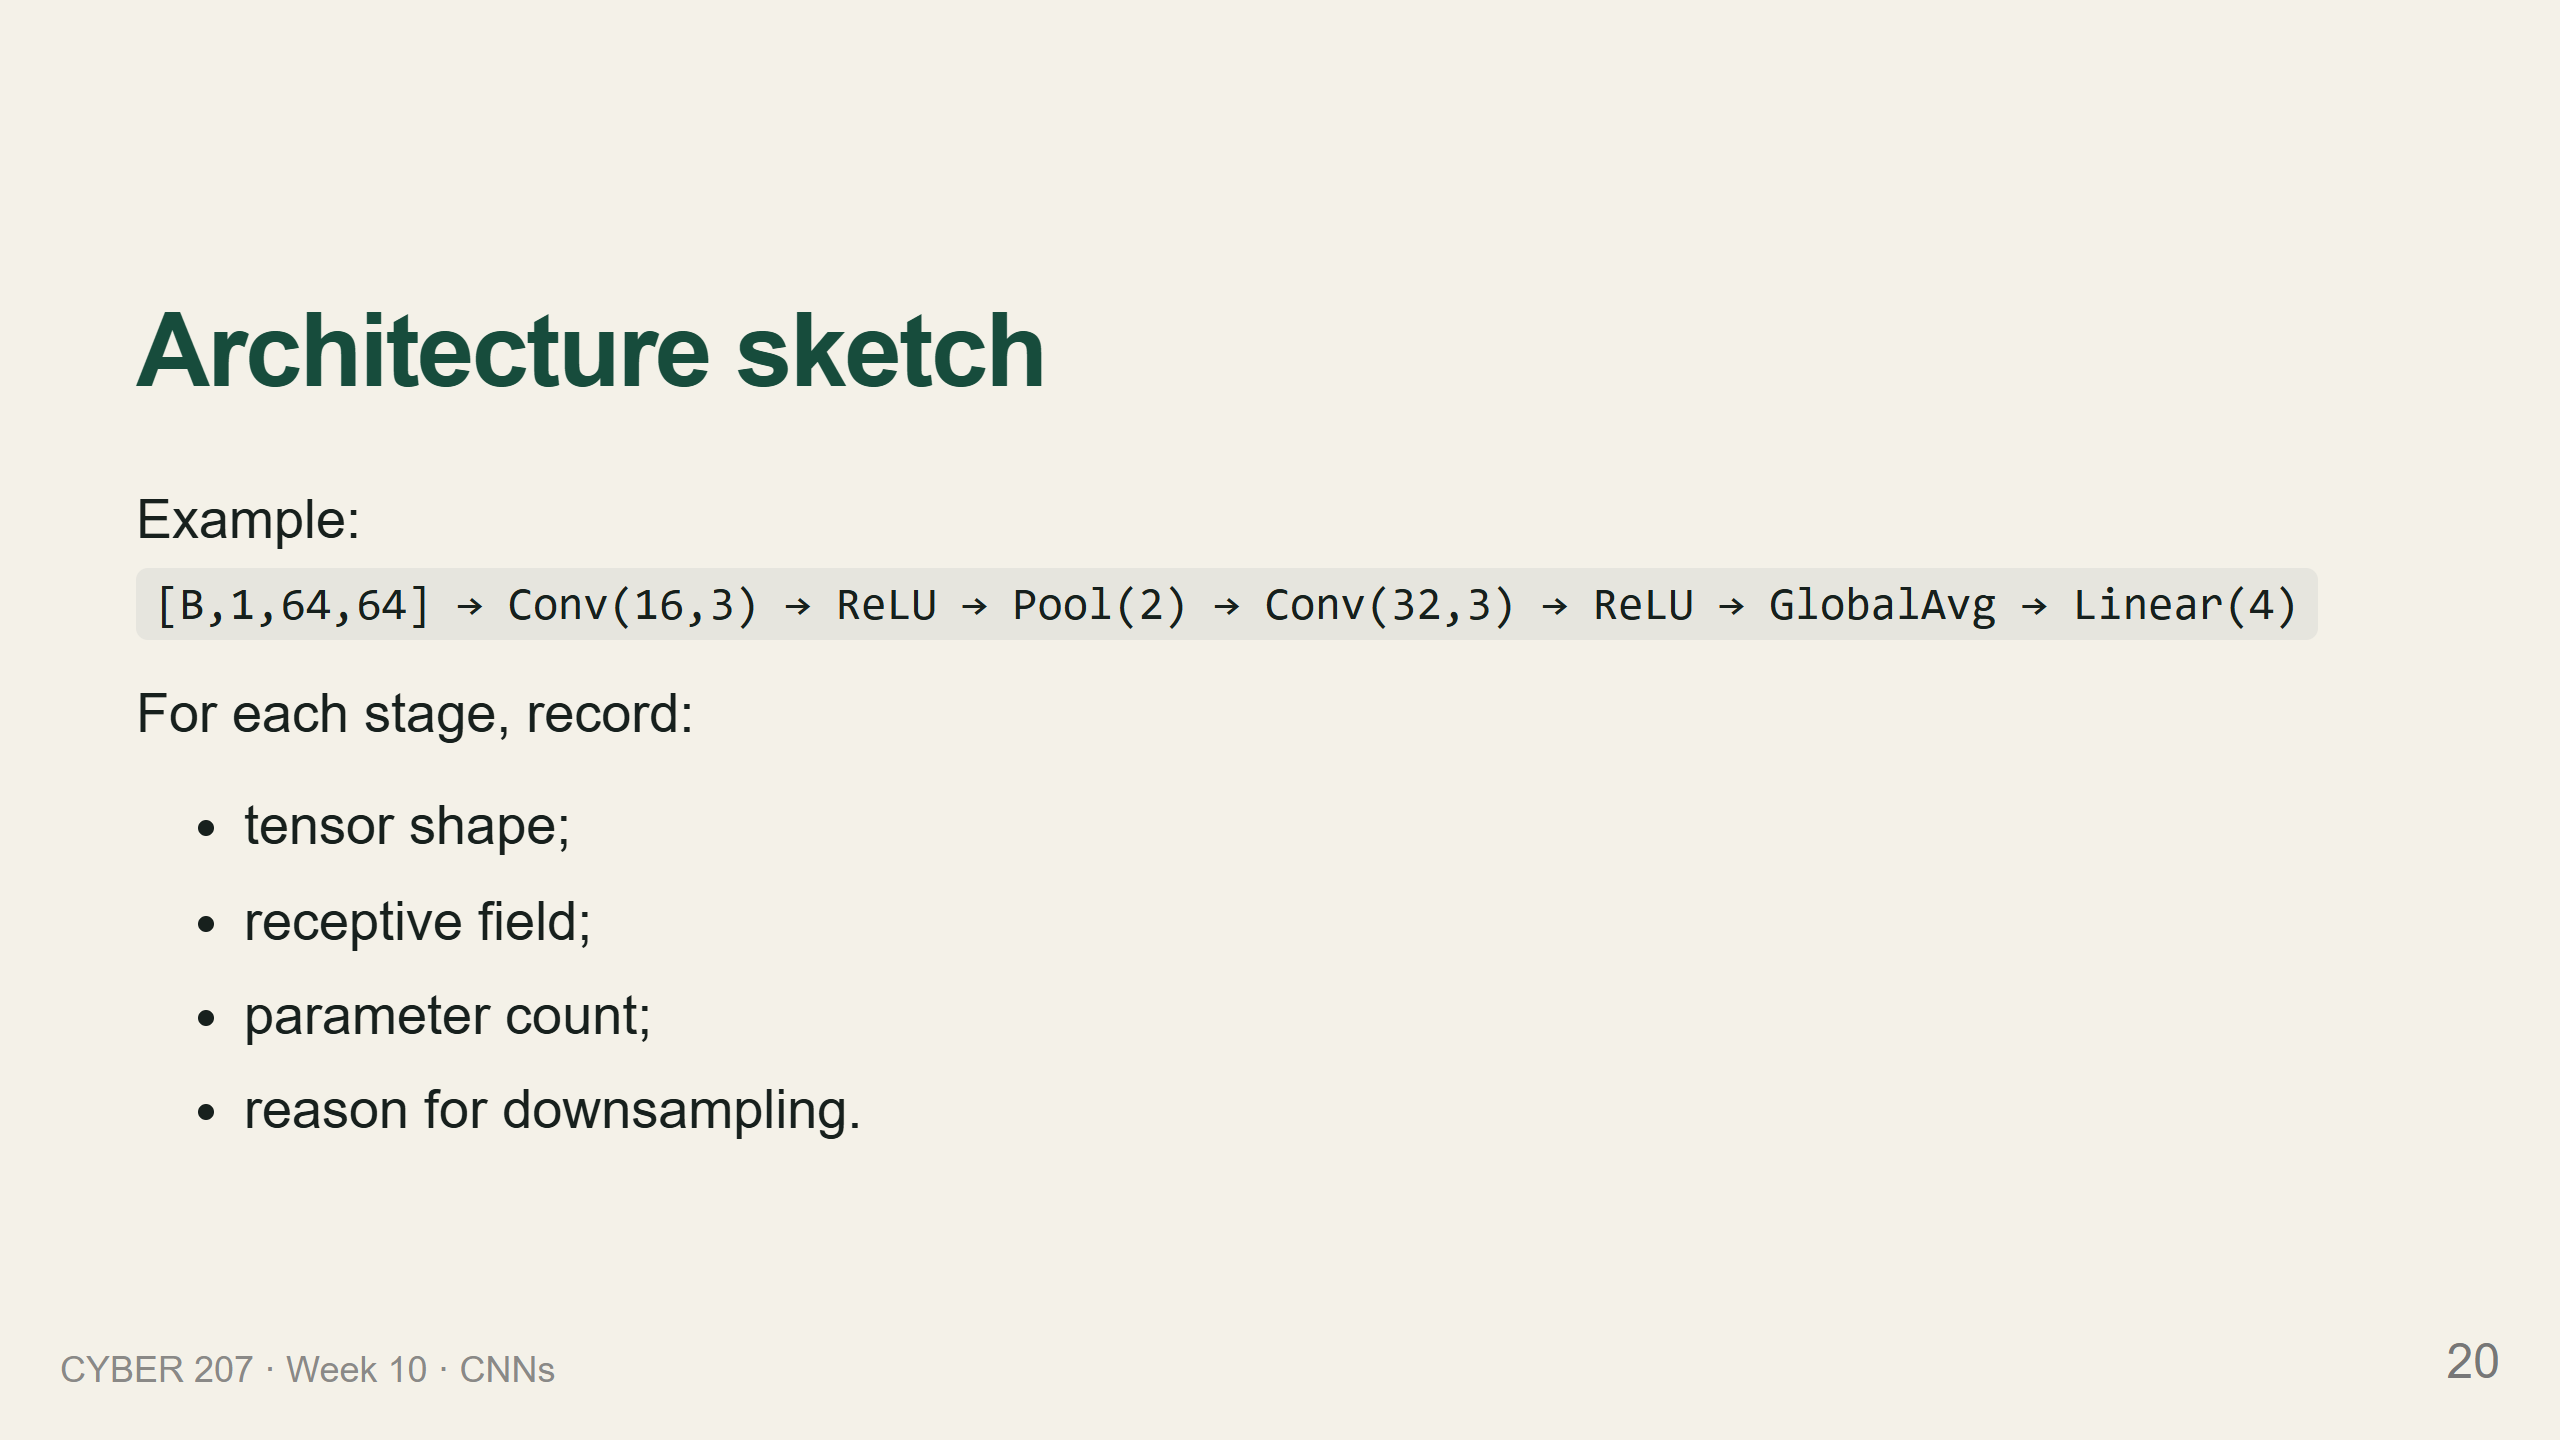 Architecture sketch
Example:
[B,1,64,64] → Conv(16,3) → ReLU → Pool(2) → Conv(32,3) → ReLU → GlobalAvg → Linear(4)
For each stage, record:
• tensor shape;
• receptive field;
• parameter count;
• reason for downsampling.
CYBER 207 · Week 10 · CNNs
20